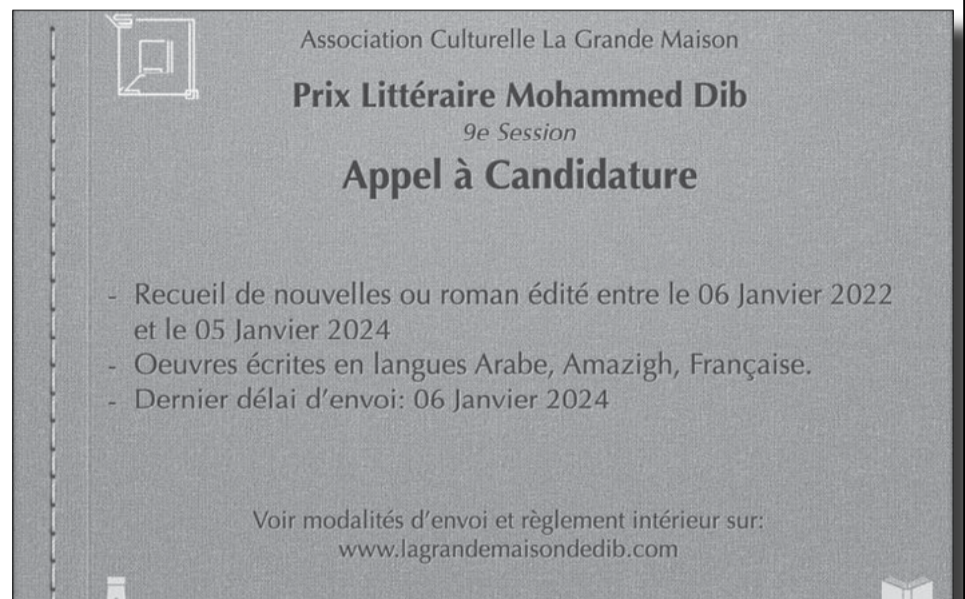 Association Culturelle La Grande Maison
Prix Littéraire Mohammed Dib
9e Session
Appel à Candidature
- Recueil de nouvelles ou roman édité entre le 06 Janvier 2022
et le 05 Janvier 2024
- Oeuvres écrites en langues Arabe, Amazigh, Française.
- Dernier délai d'envoi: 06 Janvier 2024
Voir modalités d'envoi et règlement intérieur sur:
www.lagrandemaisondedib.com